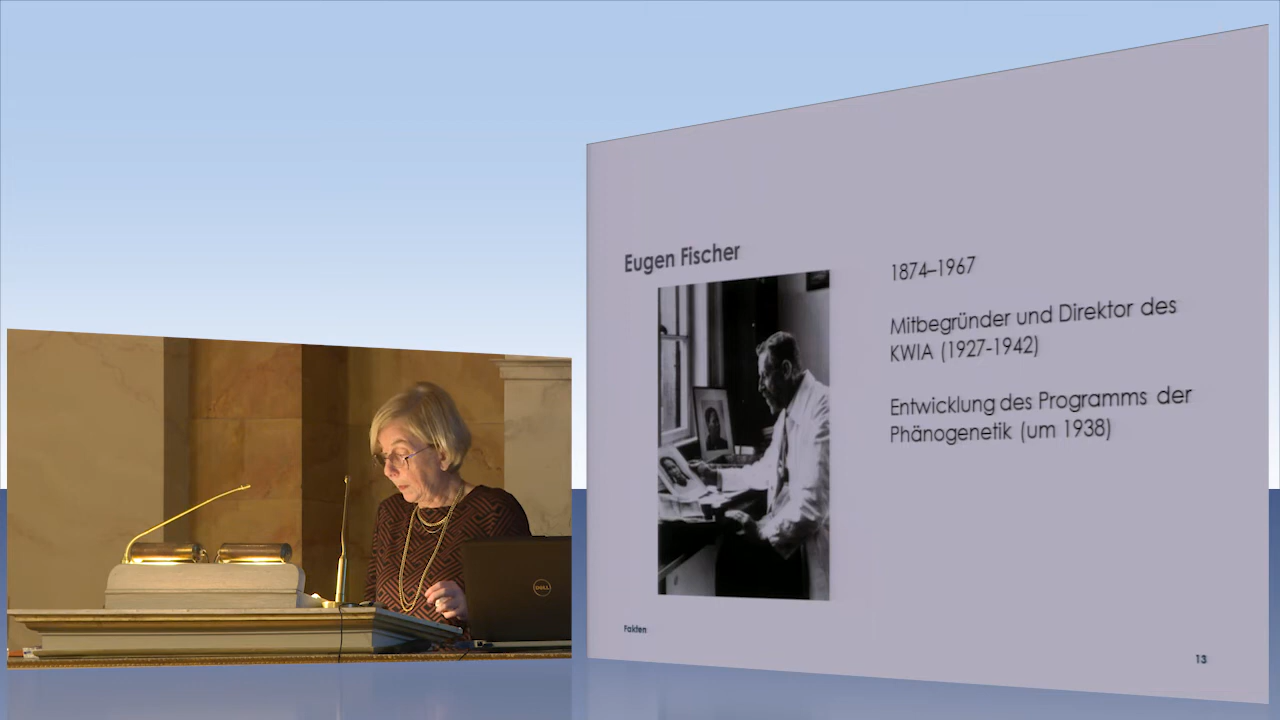 Eugen Fischer
1874–1967
Mitbegründer und Direktor des
KWIA (1927-1942)
Entwicklung des Programms der
Phänogenetik (um 1938)
Fakten
13
DELL